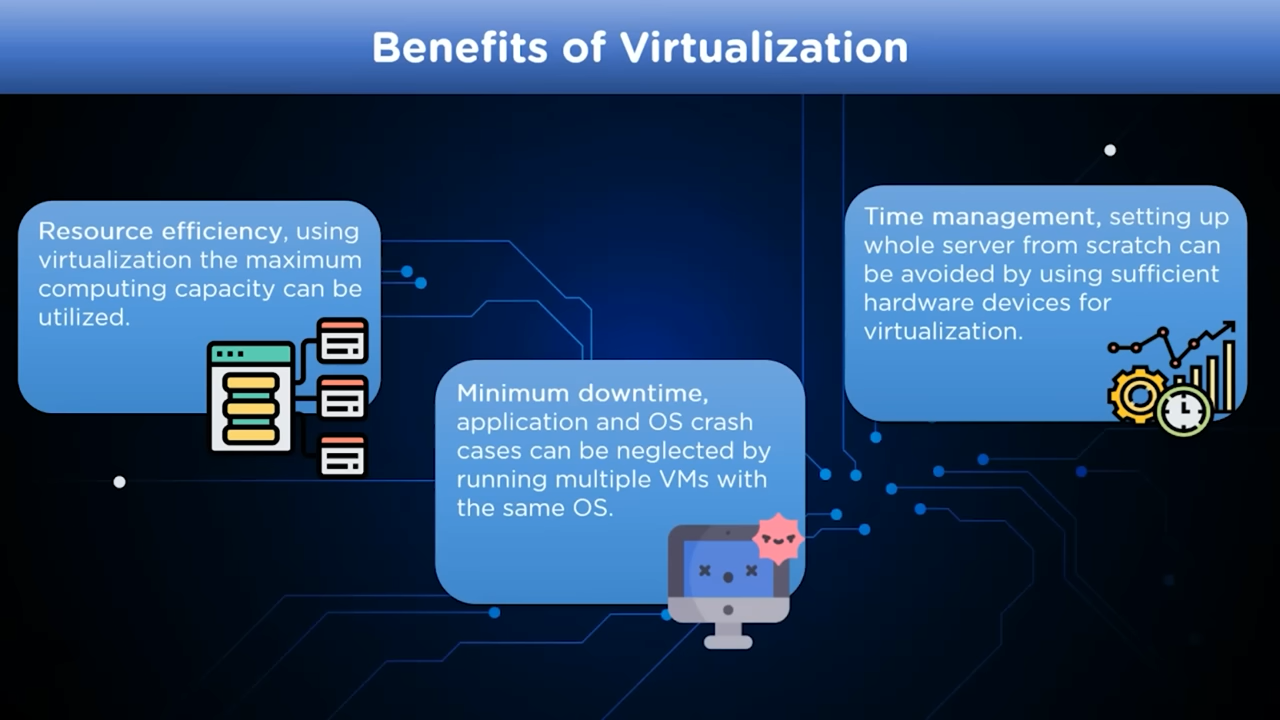 Benefits of Virtualization
Resource efficiency, using
virtualization the maximum
computing capacity can be
utilized.
Minimum downtime,
application and OS crash
cases can be neglected by
running multiple VMs with
the same OS.
Time management, setting up
whole server from scratch can
be avoided by using sufficient
hardware devices for
virtualization.